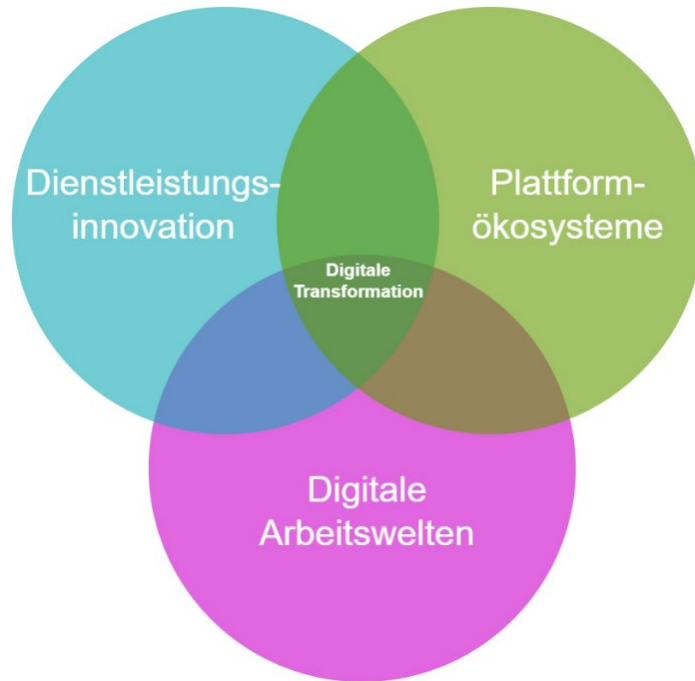 Dienstleistungs-
innovation
Plattform-
ökosysteme
Digitale
Transformation
Digitale
Arbeitswelten